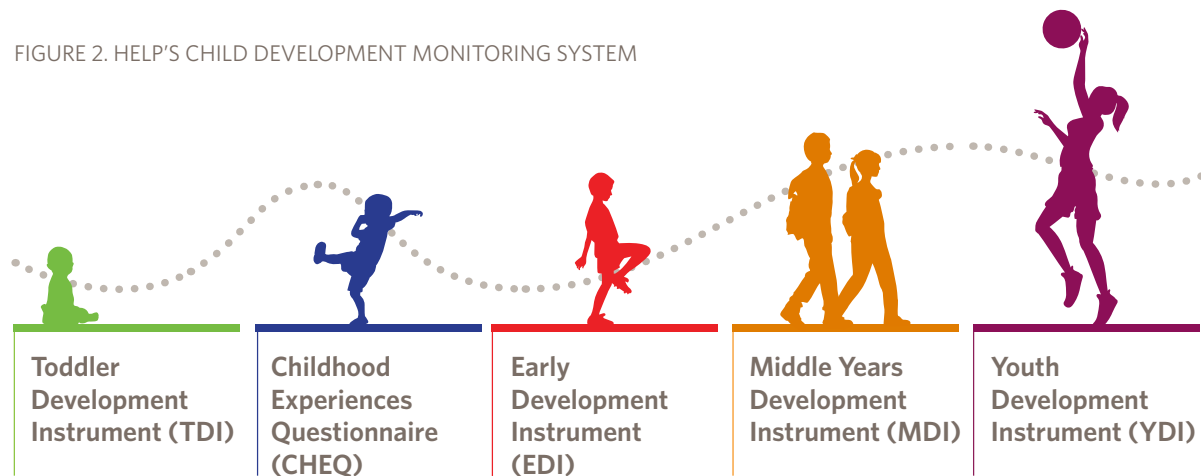 FIGURE 2. HELP'S CHILD DEVELOPMENT MONITORING SYSTEM
Toddler
Development
Instrument (TDI)
Childhood
Experiences
Questionnaire
(CHEQ)
Early
Development
Instrument
(EDI)
Middle Years
Development
Instrument (MDI)
Youth
Development
Instrument (YDI)